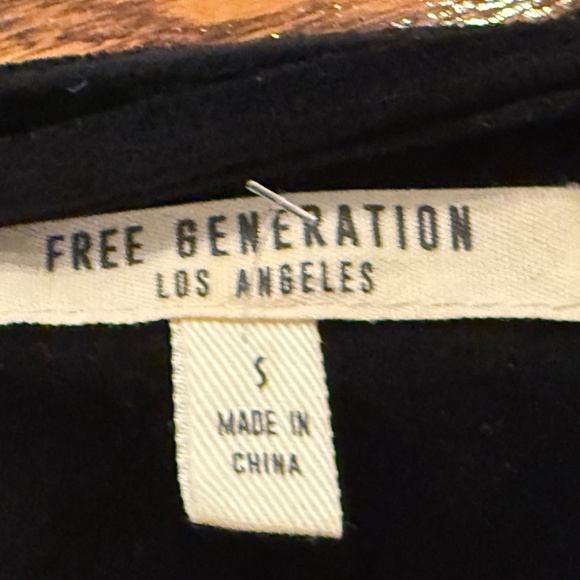 FREE GENERATION
LOS ANGELES
S
MADE IN
CHINA